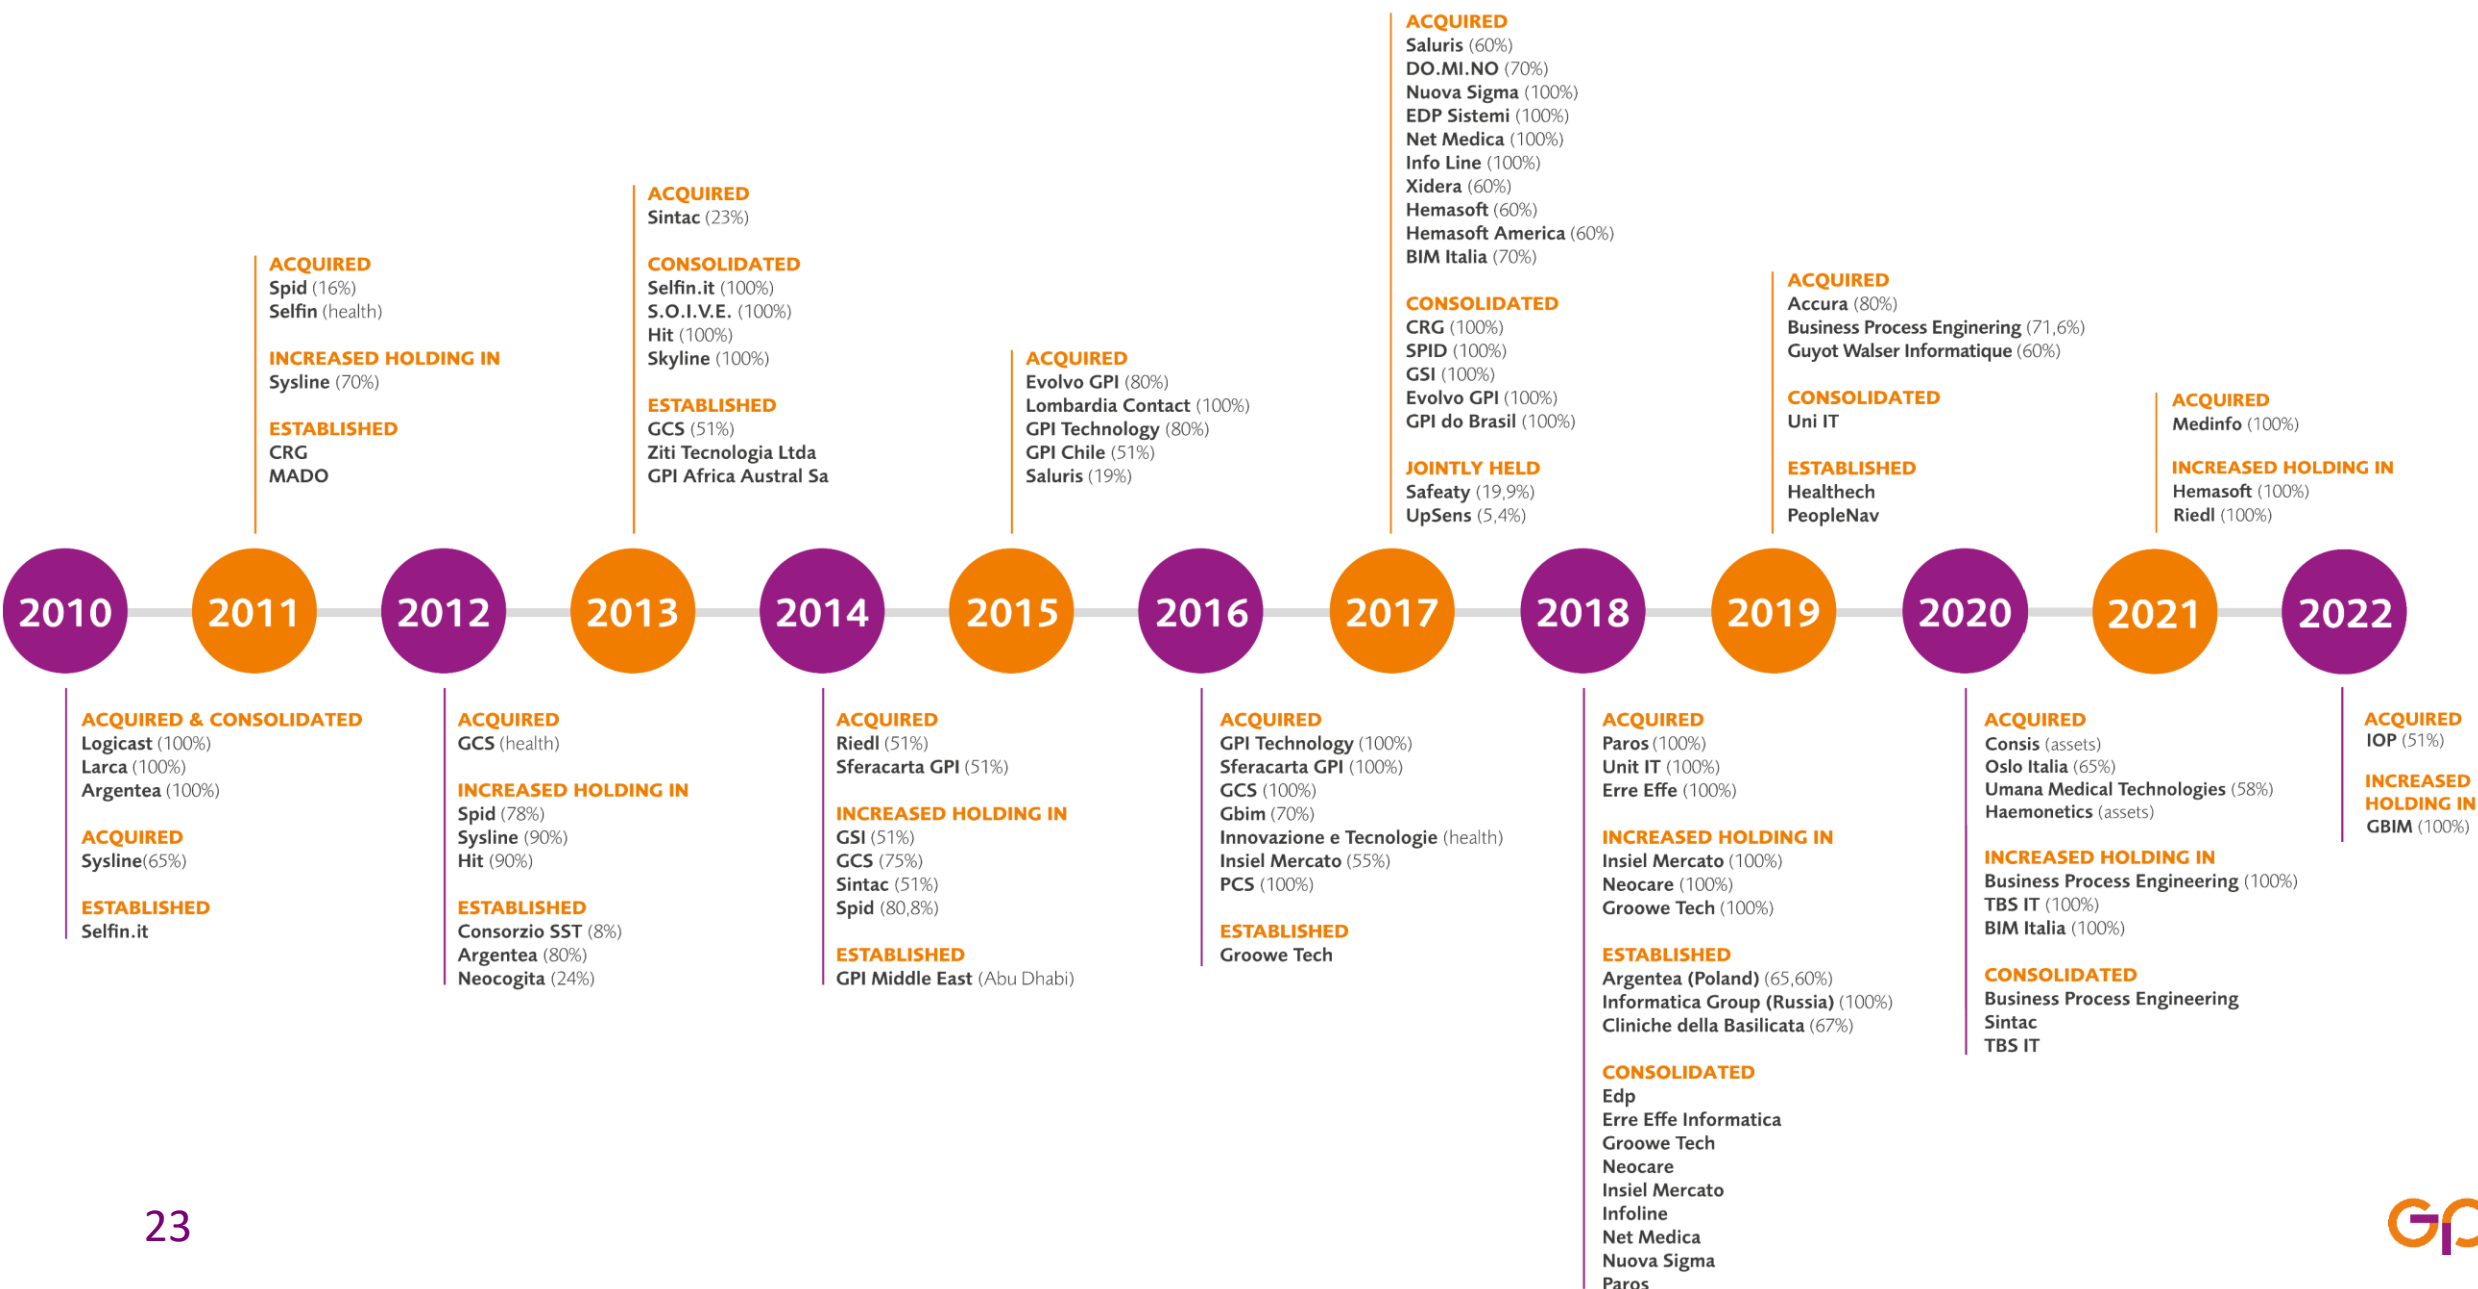 ACQUIRED
Saluris (60%)
DO.MI.NO (70%)
Nuova Sigma (100%)
EDP Sistemi (100%)
Net Medica (100%)
Info Line (100%)
Xidera (60%)
Hemasoft (60%)
Hemasoft America (60%)
BIM Italia (70%)
CONSOLIDATED
CRG (100%)
SPID (100%)
GSI (100%)
Evolvo GPI (100%)
GPI do Brasil (100%)
JOINTLY HELD
Safeaty (19,9%)
UpSens (5,4%)
ACQUIRED
Sintac (23%)
CONSOLIDATED
Selfin.it (100%)
S.O.I.V.E. (100%)
Hit (100%)
Skyline (100%)
ESTABLISHED
GCS (51%)
Ziti Tecnologia Ltda
GPI Africa Austral Sa
ACQUIRED
Spid (16%)
Selfin (health)
INCREASED HOLDING IN
Sysline (70%)
ESTABLISHED
CRG
MADO
ACQUIRED
Evolvo GPI (80%)
Lombardia Contact (100%)
GPI Technology (80%)
GPI Chile (51%)
Saluris (19%)
ACQUIRED
Accura (80%)
Business Process Enginering (71,6%)
Guyot Walser Informatique (60%)
CONSOLIDATED
Uni IT
ESTABLISHED
Healthech
PeopleNav
ACQUIRED
Medinfo (100%)
INCREASED HOLDING IN
Hemasoft (100%)
Riedl (100%)
2010
2011
2012
2013
2014
2015
2016
2017
2018
2019
2020
2021
2022
ACQUIRED & CONSOLIDATED
Logicast (100%)
Larca (100%)
Argentea (100%)
ACQUIRED
Sysline(65%)
ESTABLISHED
Selfin.it
ACQUIRED
GCS (health)
INCREASED HOLDING IN
Spid (78%)
Sysline (90%)
Hit (90%)
ESTABLISHED
Consorzio SST (8%)
Argentea (80%)
Neocogita (24%)
ACQUIRED
Riedl (51%)
Sferacarta GPI (51%)
INCREASED HOLDING IN
GSI (51%)
GCS (75%)
Sintac (51%)
Spid (80,8%)
ESTABLISHED
GPI Middle East (Abu Dhabi)
ACQUIRED
GPI Technology (100%)
Sferacarta GPI (100%)
GCS (100%)
Gbim (70%)
Innovazione e Tecnologie (health)
Insiel Mercato (55%)
PCS (100%)
ESTABLISHED
Groowe Tech
ACQUIRED
Paros (100%)
Unit IT (100%)
Erre Effe (100%)
INCREASED HOLDING IN
Insiel Mercato (100%)
Neocare (100%)
Groowe Tech (100%)
ESTABLISHED
Argentea (Poland) (65,60%)
Informatica Group (Russia) (100%)
Cliniche della Basilicata (67%)
CONSOLIDATED
Edp
Erre Effe Informatica
Groowe Tech
Neocare
Insiel Mercato
Infoline
Net Medica
Nuova Sigma
Paros
ACQUIRED
Consis (assets)
Oslo Italia (65%)
Umana Medical Technologies (58%)
Haemonetics (assets)
INCREASED HOLDING IN
Business Process Engineering (100%)
TBS IT (100%)
BIM Italia (100%)
CONSOLIDATED
Business Process Engineering
Sintac
TBS IT
ACQUIRED
IOP (51%)
INCREASED
HOLDING IN
GBIM (100%)
23
Gp